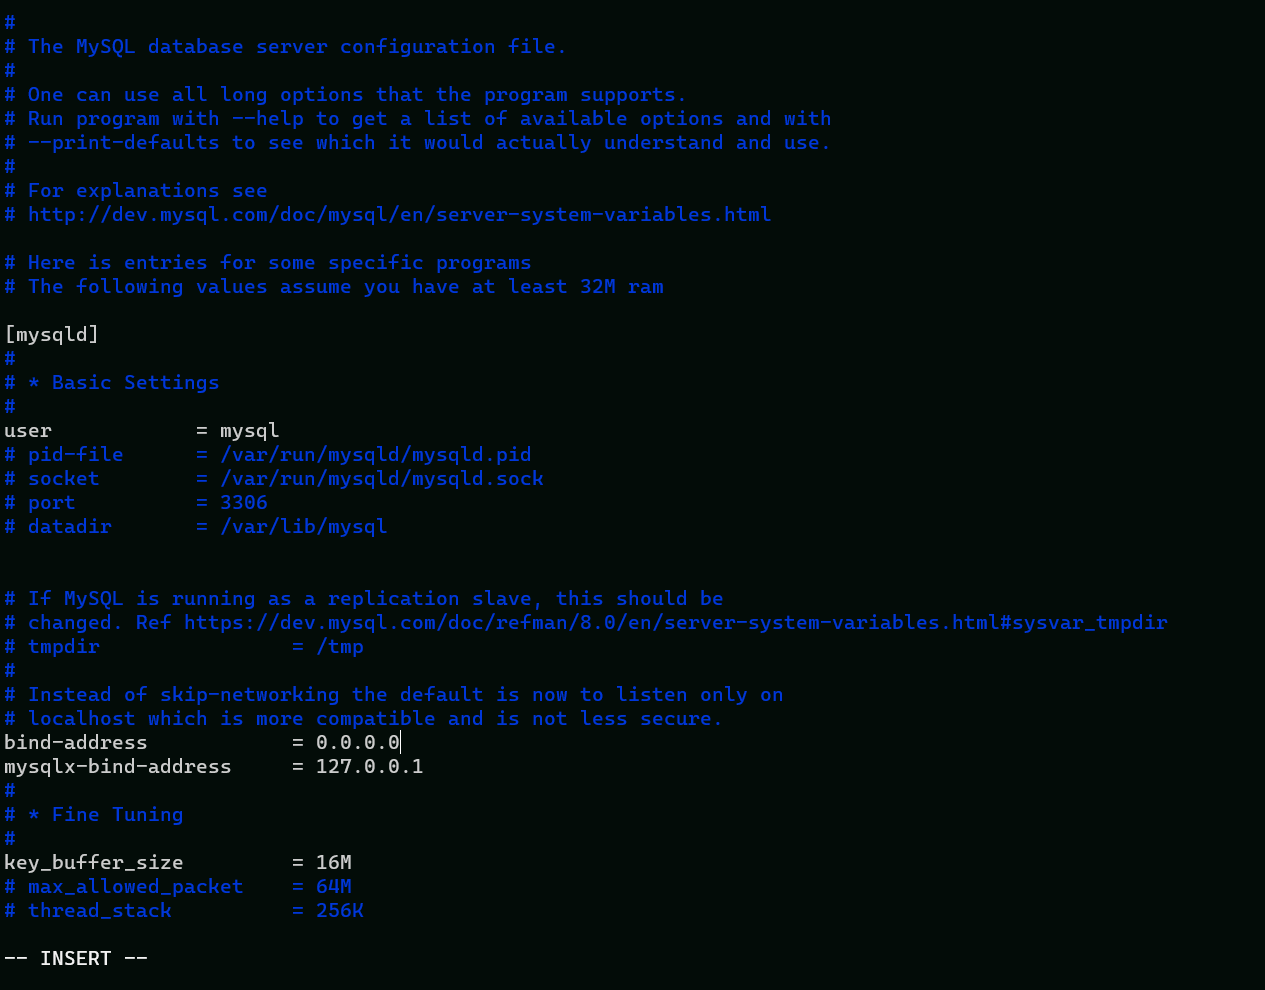 #
# The MySQL database server configuration file.
#
# One can use all long options that the program supports.
# Run program with --help to get a list of available options and with
# --print-defaults to see which it would actually understand and use.
#
# For explanations see
# http://dev.mysql.com/doc/mysql/en/server-system-variables.html

# Here is entries for some specific programs
# The following values assume you have at least 32M ram

[mysqld]
#
# * Basic Settings
#
user            = mysql
# pid-file      = /var/run/mysqld/mysqld.pid
# socket        = /var/run/mysqld/mysqld.sock
# port          = 3306
# datadir       = /var/lib/mysql


# If MySQL is running as a replication slave, this should be
# changed. Ref https://dev.mysql.com/doc/refman/8.0/en/server-system-variables.html#sysvar_tmpdir
# tmpdir                = /tmp
#
# Instead of skip-networking the default is now to listen only on
# localhost which is more compatible and is not less secure.
bind-address            = 0.0.0.0
mysqlx-bind-address     = 127.0.0.1
#
# * Fine Tuning
#
key_buffer_size         = 16M
# max_allowed_packet    = 64M
# thread_stack          = 256K

-- INSERT --